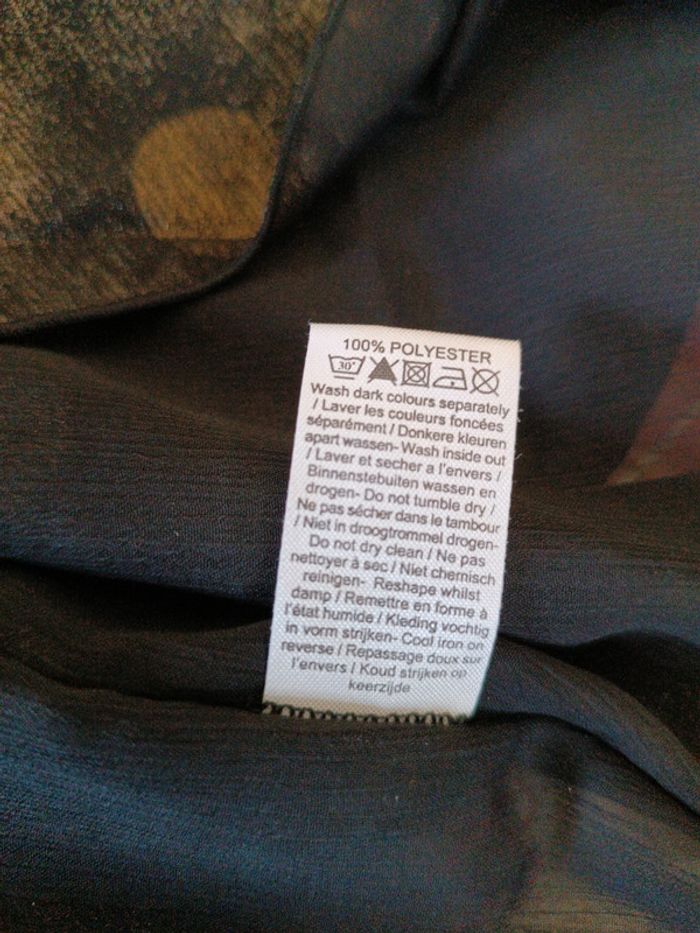 100% POLYESTER
30°
Wash dark colours separately
/ Laver les couleurs foncées
séparément / Donkere kleuren
apart wassen- Wash inside out
/ Laver et secher a l'envers /
Binnenstebuiten wassen en
drogen- Do not tumble dry /
Ne pas sécher dans le tambour
/ Niet in droogtrommel drogen-
Do not dry clean / Ne pas
nettoyer à sec / Niet chemisch
reinigen- Reshape whilst
damp / Remettre en forme à
l'état humide / Kleding vochtig
in vorm strijken- Cool iron on
reverse / Repassage doux sur
l'envers / Koud strijken op
keerzijde